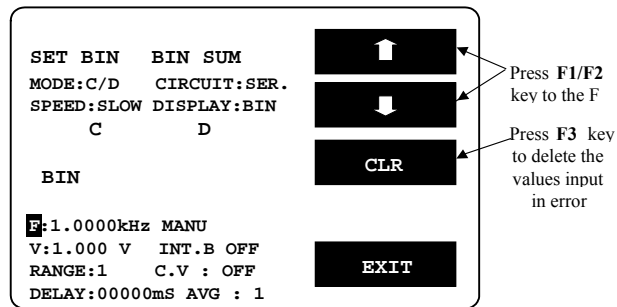 SET BIN BIN SUM
MODE:C/D CIRCUIT:SER.
SPEED:SLOW DISPLAY:BIN
C D
BIN
F:1.0000kHz MANU
V:1.000 V INT.B OFF
RANGE:1 C.V : OFF
DELAY:00000mS AVG : 1
CLR
EXIT
Press F1/F2
key to the F
Press F3 key
to delete the
values input
in error